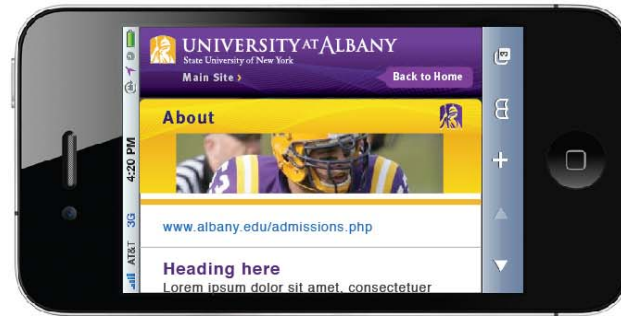 UNIVERSITY AT ALBANY
State University of New York
Main Site ›
Back to Home
About
www.albany.edu/admissions.php
Heading here
Lorem ipsum dolor sit amet, consectetuer
AT&T 3G 4:20 PM